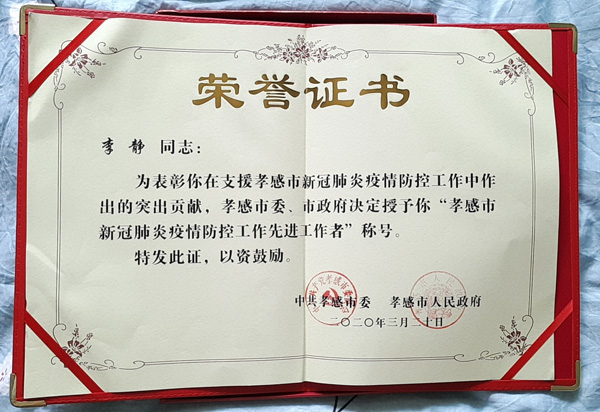 荣誉证书
李静 同志：
为表彰你在支援孝感市新冠肺炎疫情防控工作中作
出的突出贡献，孝感市委、市政府决定授予你“孝感市
新冠肺炎疫情防控工作先进工作者”称号。
特发此证，以资鼓励。
中共孝感市委 孝感市人民政府
二〇二〇年三月二十日